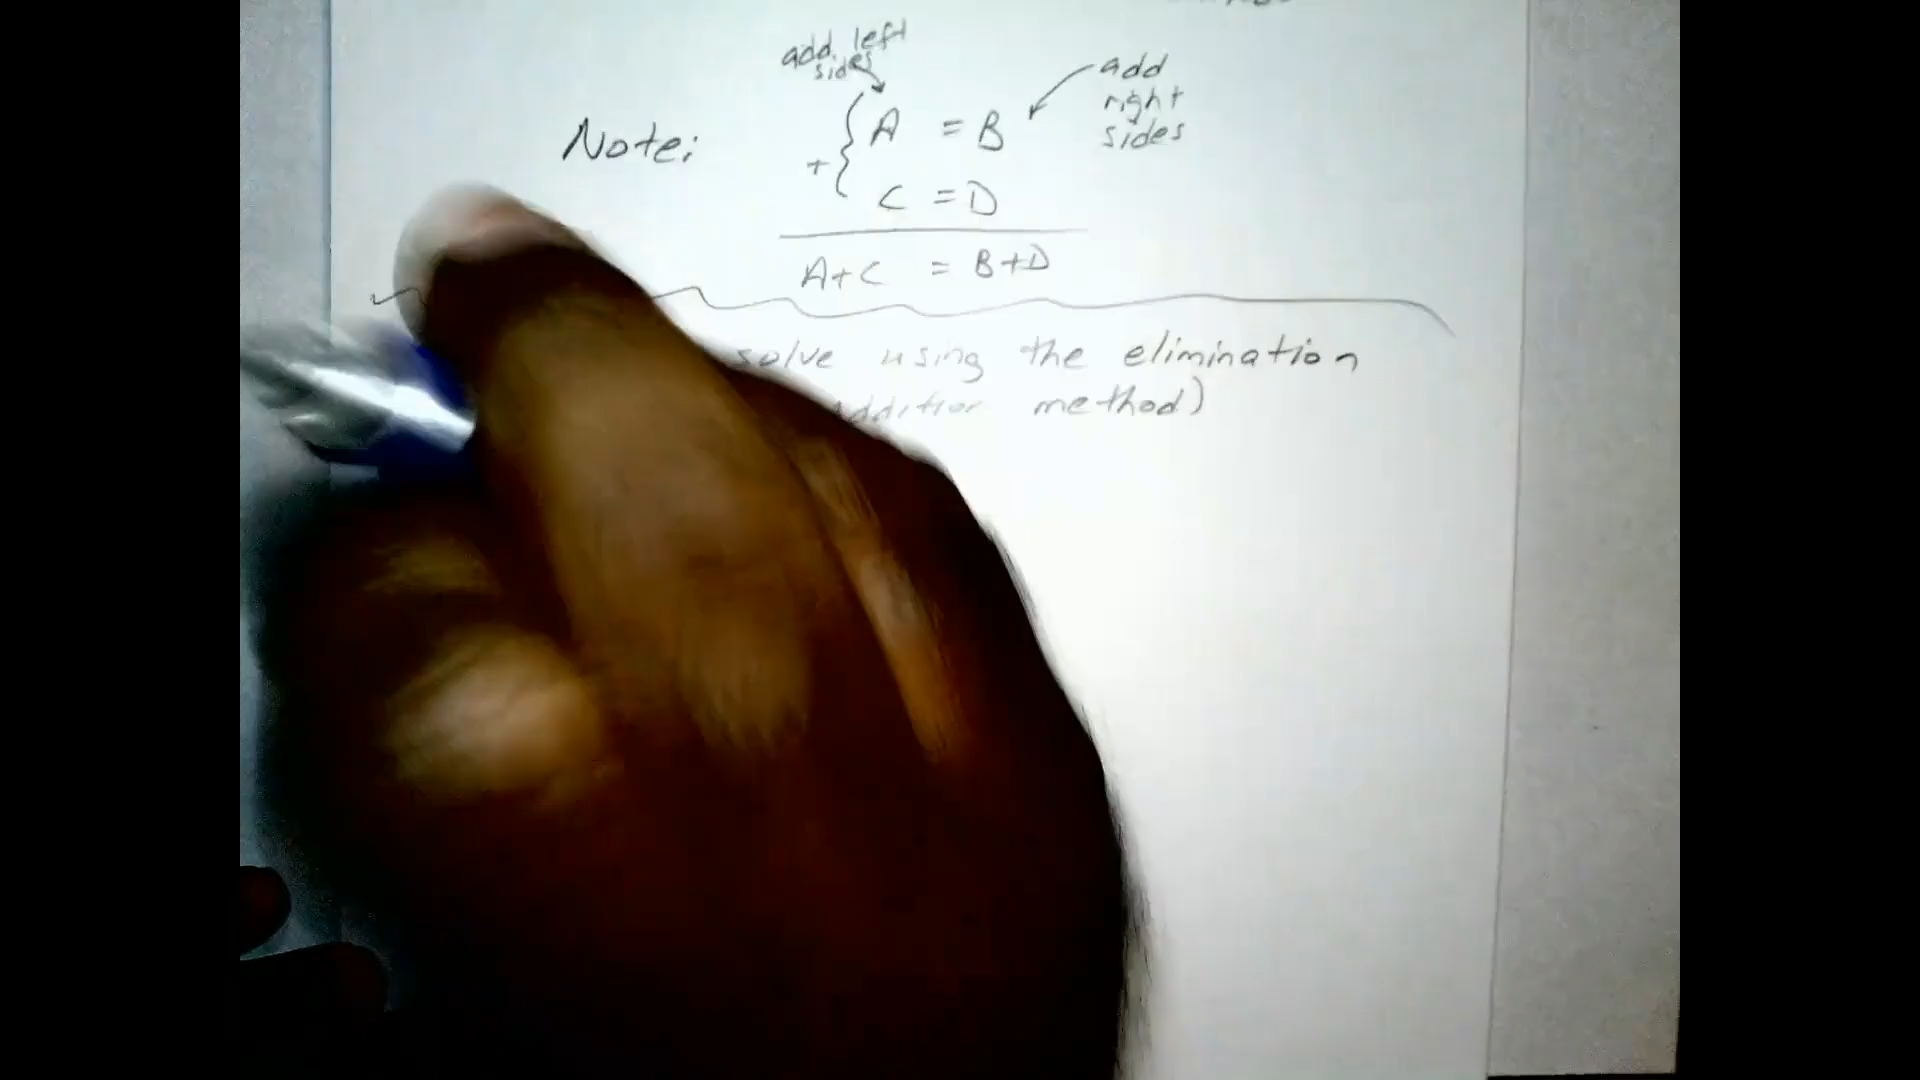 add left
sides
add
right
sides
Note:
A = B
+
C = D
A+C = B+D
solve using the elimination
method)